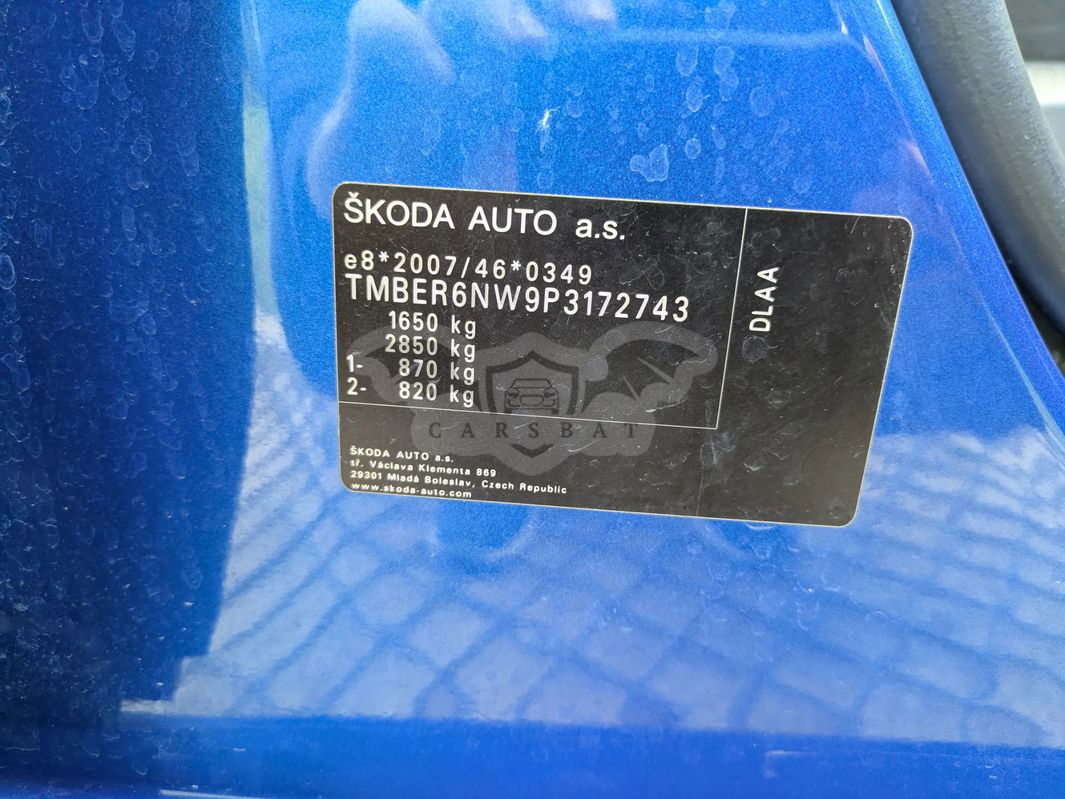 ŠKODA AUTO a.s.
e8*2007/46*0349
TMBER6NW9P3172743
1650 kg
2850 kg
1- 870 kg
2- 820 kg
DLAA
CARSBAT
ŠKODA AUTO a.s.
tř. Václava Klementa 869
29301 Mladá Boleslav, Czech Republic
www.skoda-auto.com